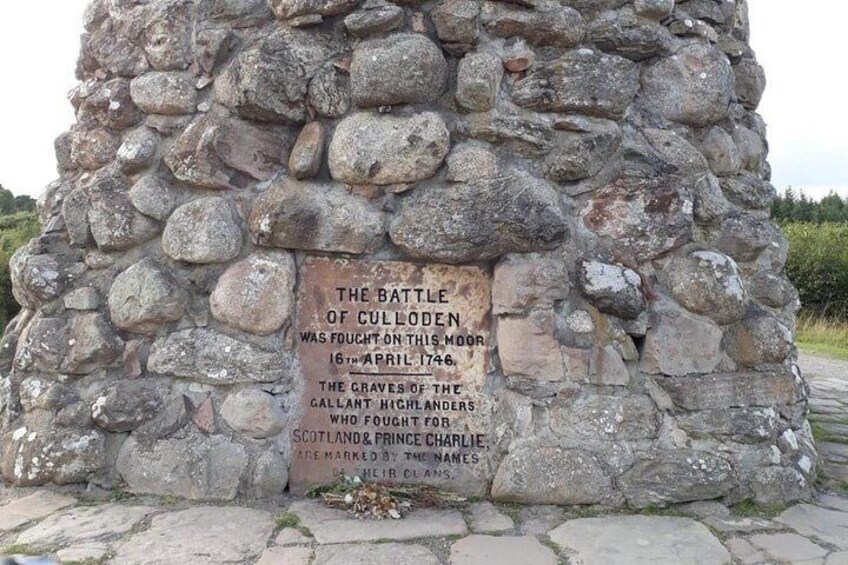 THE BATTLE
OF CULLODEN
WAS FOUGHT ON THIS MOOR
16TH APRIL 1746.
THE GRAVES OF THE
GALLANT HIGHLANDERS
WHO FOUGHT FOR
SCOTLAND & PRINCE CHARLIE,
ARE MARKED BY THE NAMES
OF THEIR CLANS.